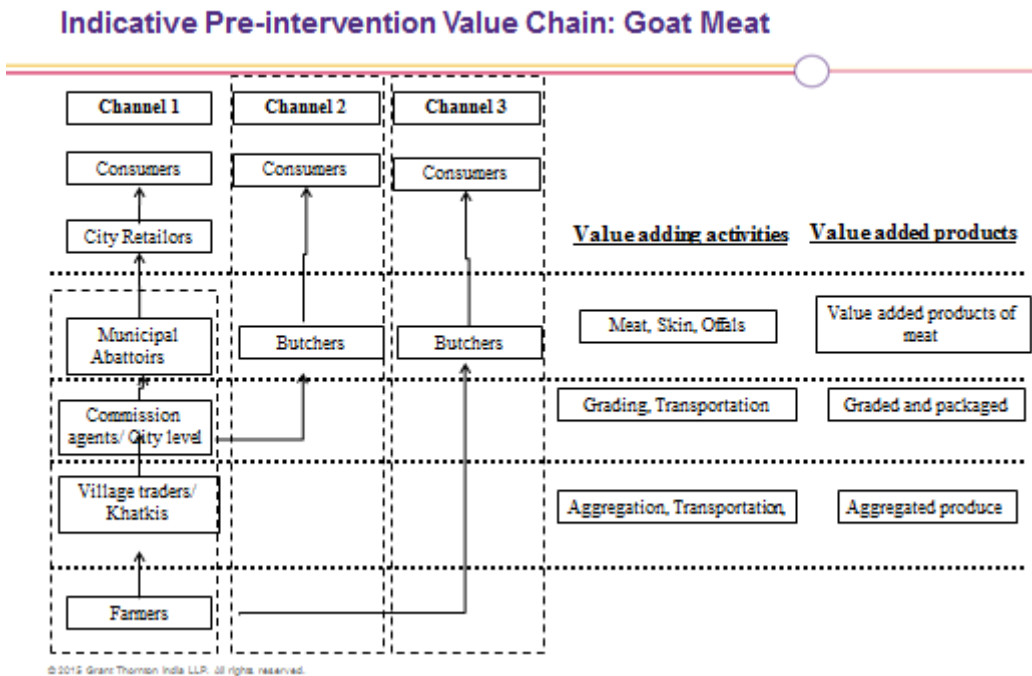 Indicative Pre-intervention Value Chain: Goat Meat
Channel 1
Channel 2
Channel 3
Consumers
Consumers
Consumers
City Retailors
Value adding activities
Value added products
Municipal
Abattoirs
Butchers
Butchers
Meat, Skin, Offals
Value added products of
meat
Commission
agents/ City level
Grading, Transportation
Graded and packaged
Village traders/
Khatkis
Aggregation, Transportation,
Aggregated produce
Farmers
©2015 Grant Thornton India LLP. All rights reserved.